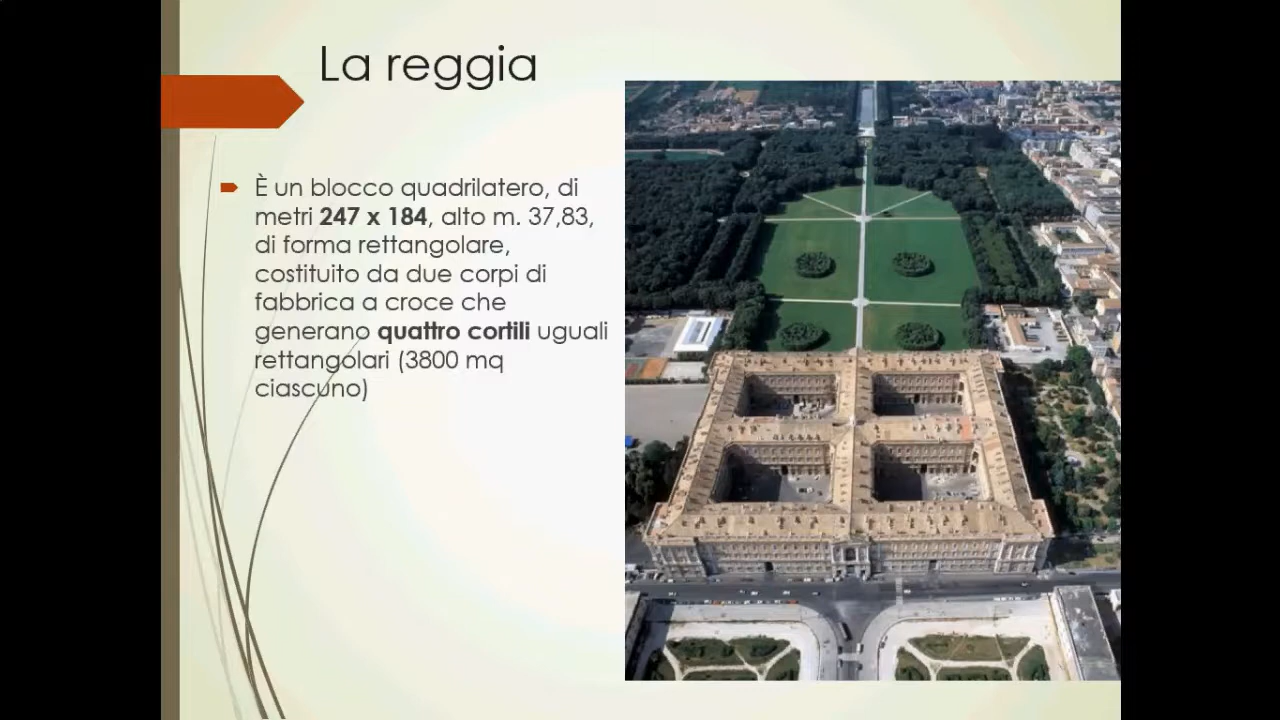 La reggia
È un blocco quadrilatero, di
metri 247 x 184, alto m. 37,83,
di forma rettangolare,
costituito da due corpi di
fabbrica a croce che
generano quattro cortili uguali
rettangolari (3800 mq
ciascuno)